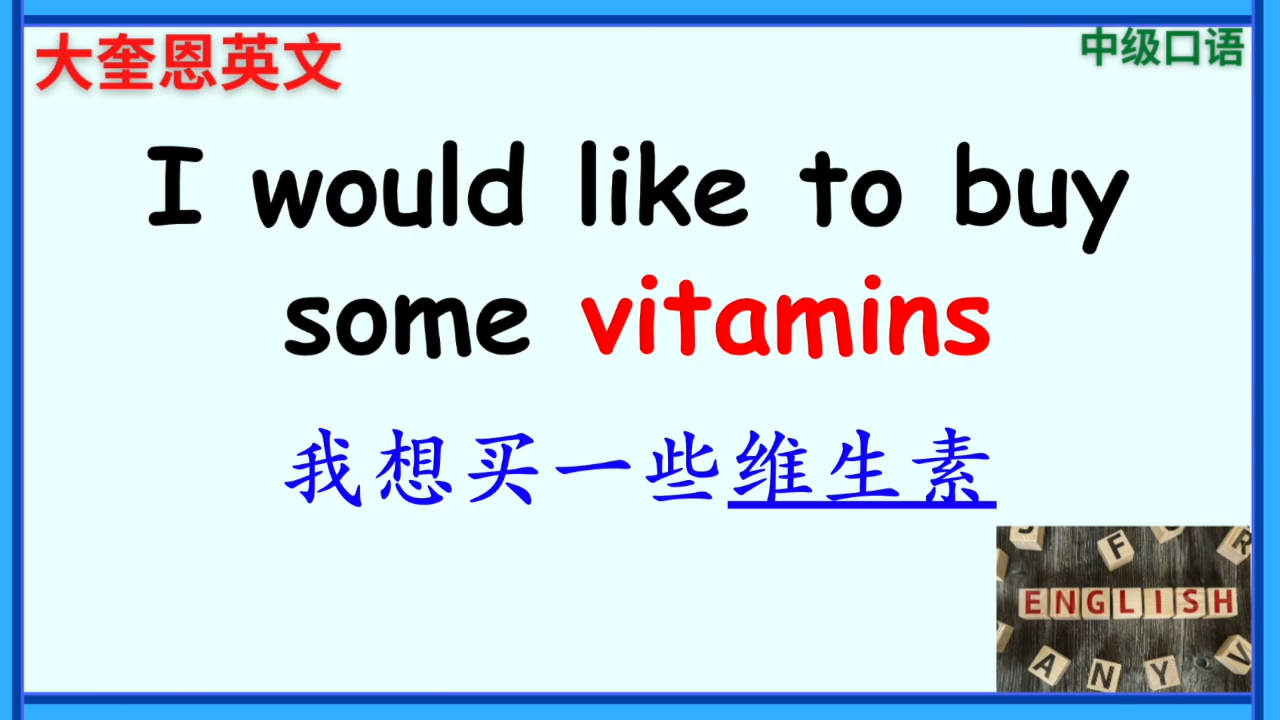 大奎恩英文
中级口语
I would like to buy
some vitamins
我想买一些维生素
F R
ENGLISH
A N Y V